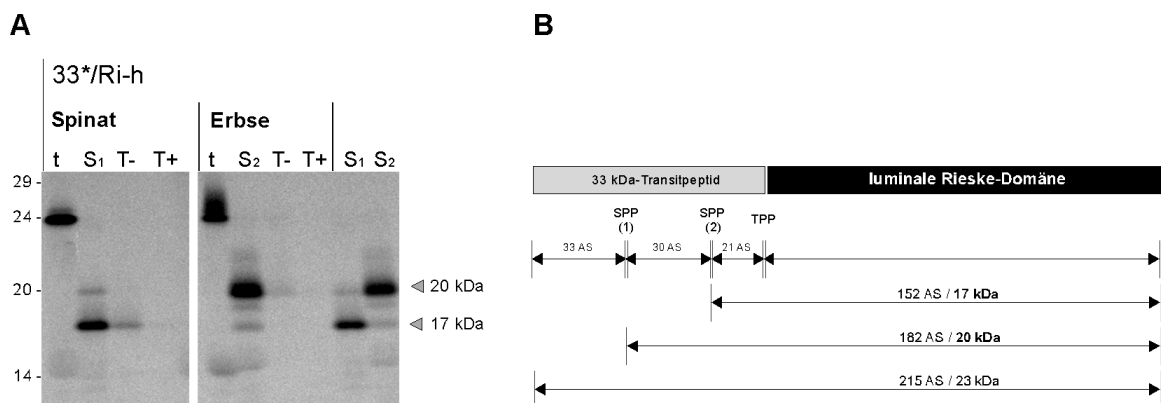 A
33*/Ri-h
Spinat
Erbse
t S1 T- T+
t S2 T- T+ S1 S2
29 -
24 -
20 -
14 -
20 kDa
17 kDa
B
33 kDa-Transitpeptid
luminale Rieske-Domäne
SPP (1)
SPP (2)
TPP
33 AS
30 AS
21 AS
152 AS / 17 kDa
182 AS / 20 kDa
215 AS / 23 kDa